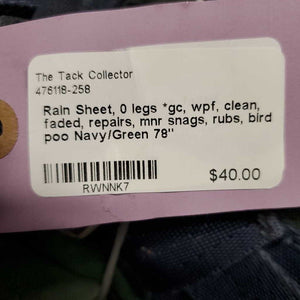 The Tack Collector
476118-258
Rain Sheet, 0 legs *gc, wpf, clean,
faded, repairs, mnr snags, rubs, bird
poo Navy/Green 78"
RWNNK7
$40.00